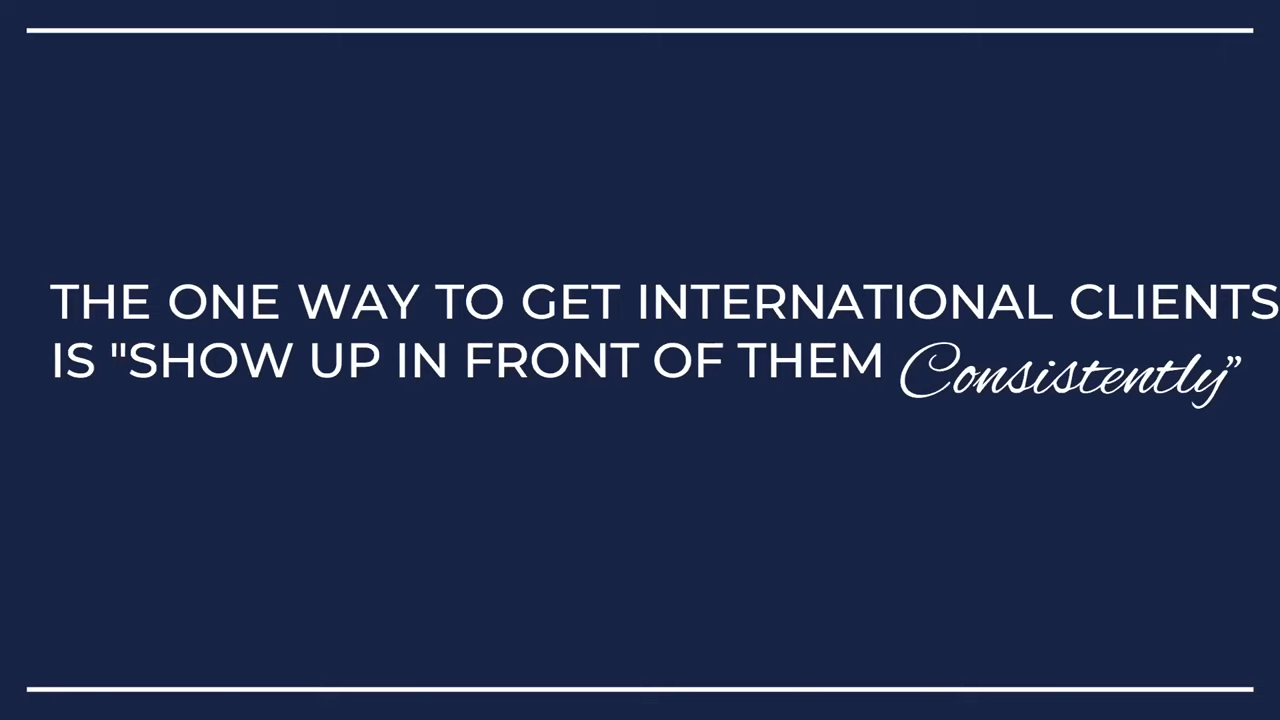 THE ONE WAY TO GET INTERNATIONAL CLIENTS
IS "SHOW UP IN FRONT OF THEM Consistently”